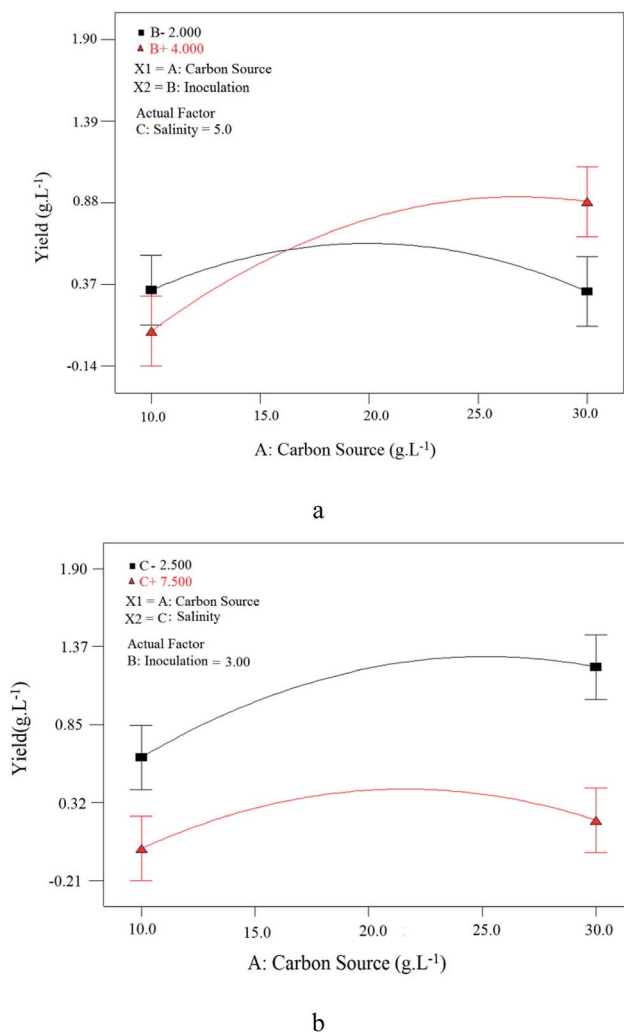 B- 2.000
B+ 4.000
X1 = A: Carbon Source
X2 = B: Inoculation
Actual Factor
C: Salinity = 5.0
Yield (g.L-1)
1.90
1.39
0.88
0.37
-0.14
10.0 15.0 20.0 25.0 30.0
A: Carbon Source (g.L-1)
a
C- 2.500
C+ 7.500
X1 = A: Carbon Source
X2 = C: Salinity
Actual Factor
B: Inoculation = 3.00
Yield(g.L-1)
1.90
1.37
0.85
0.32
-0.21
10.0 15.0 20.0 25.0 30.0
A: Carbon Source (g.L-1)
b